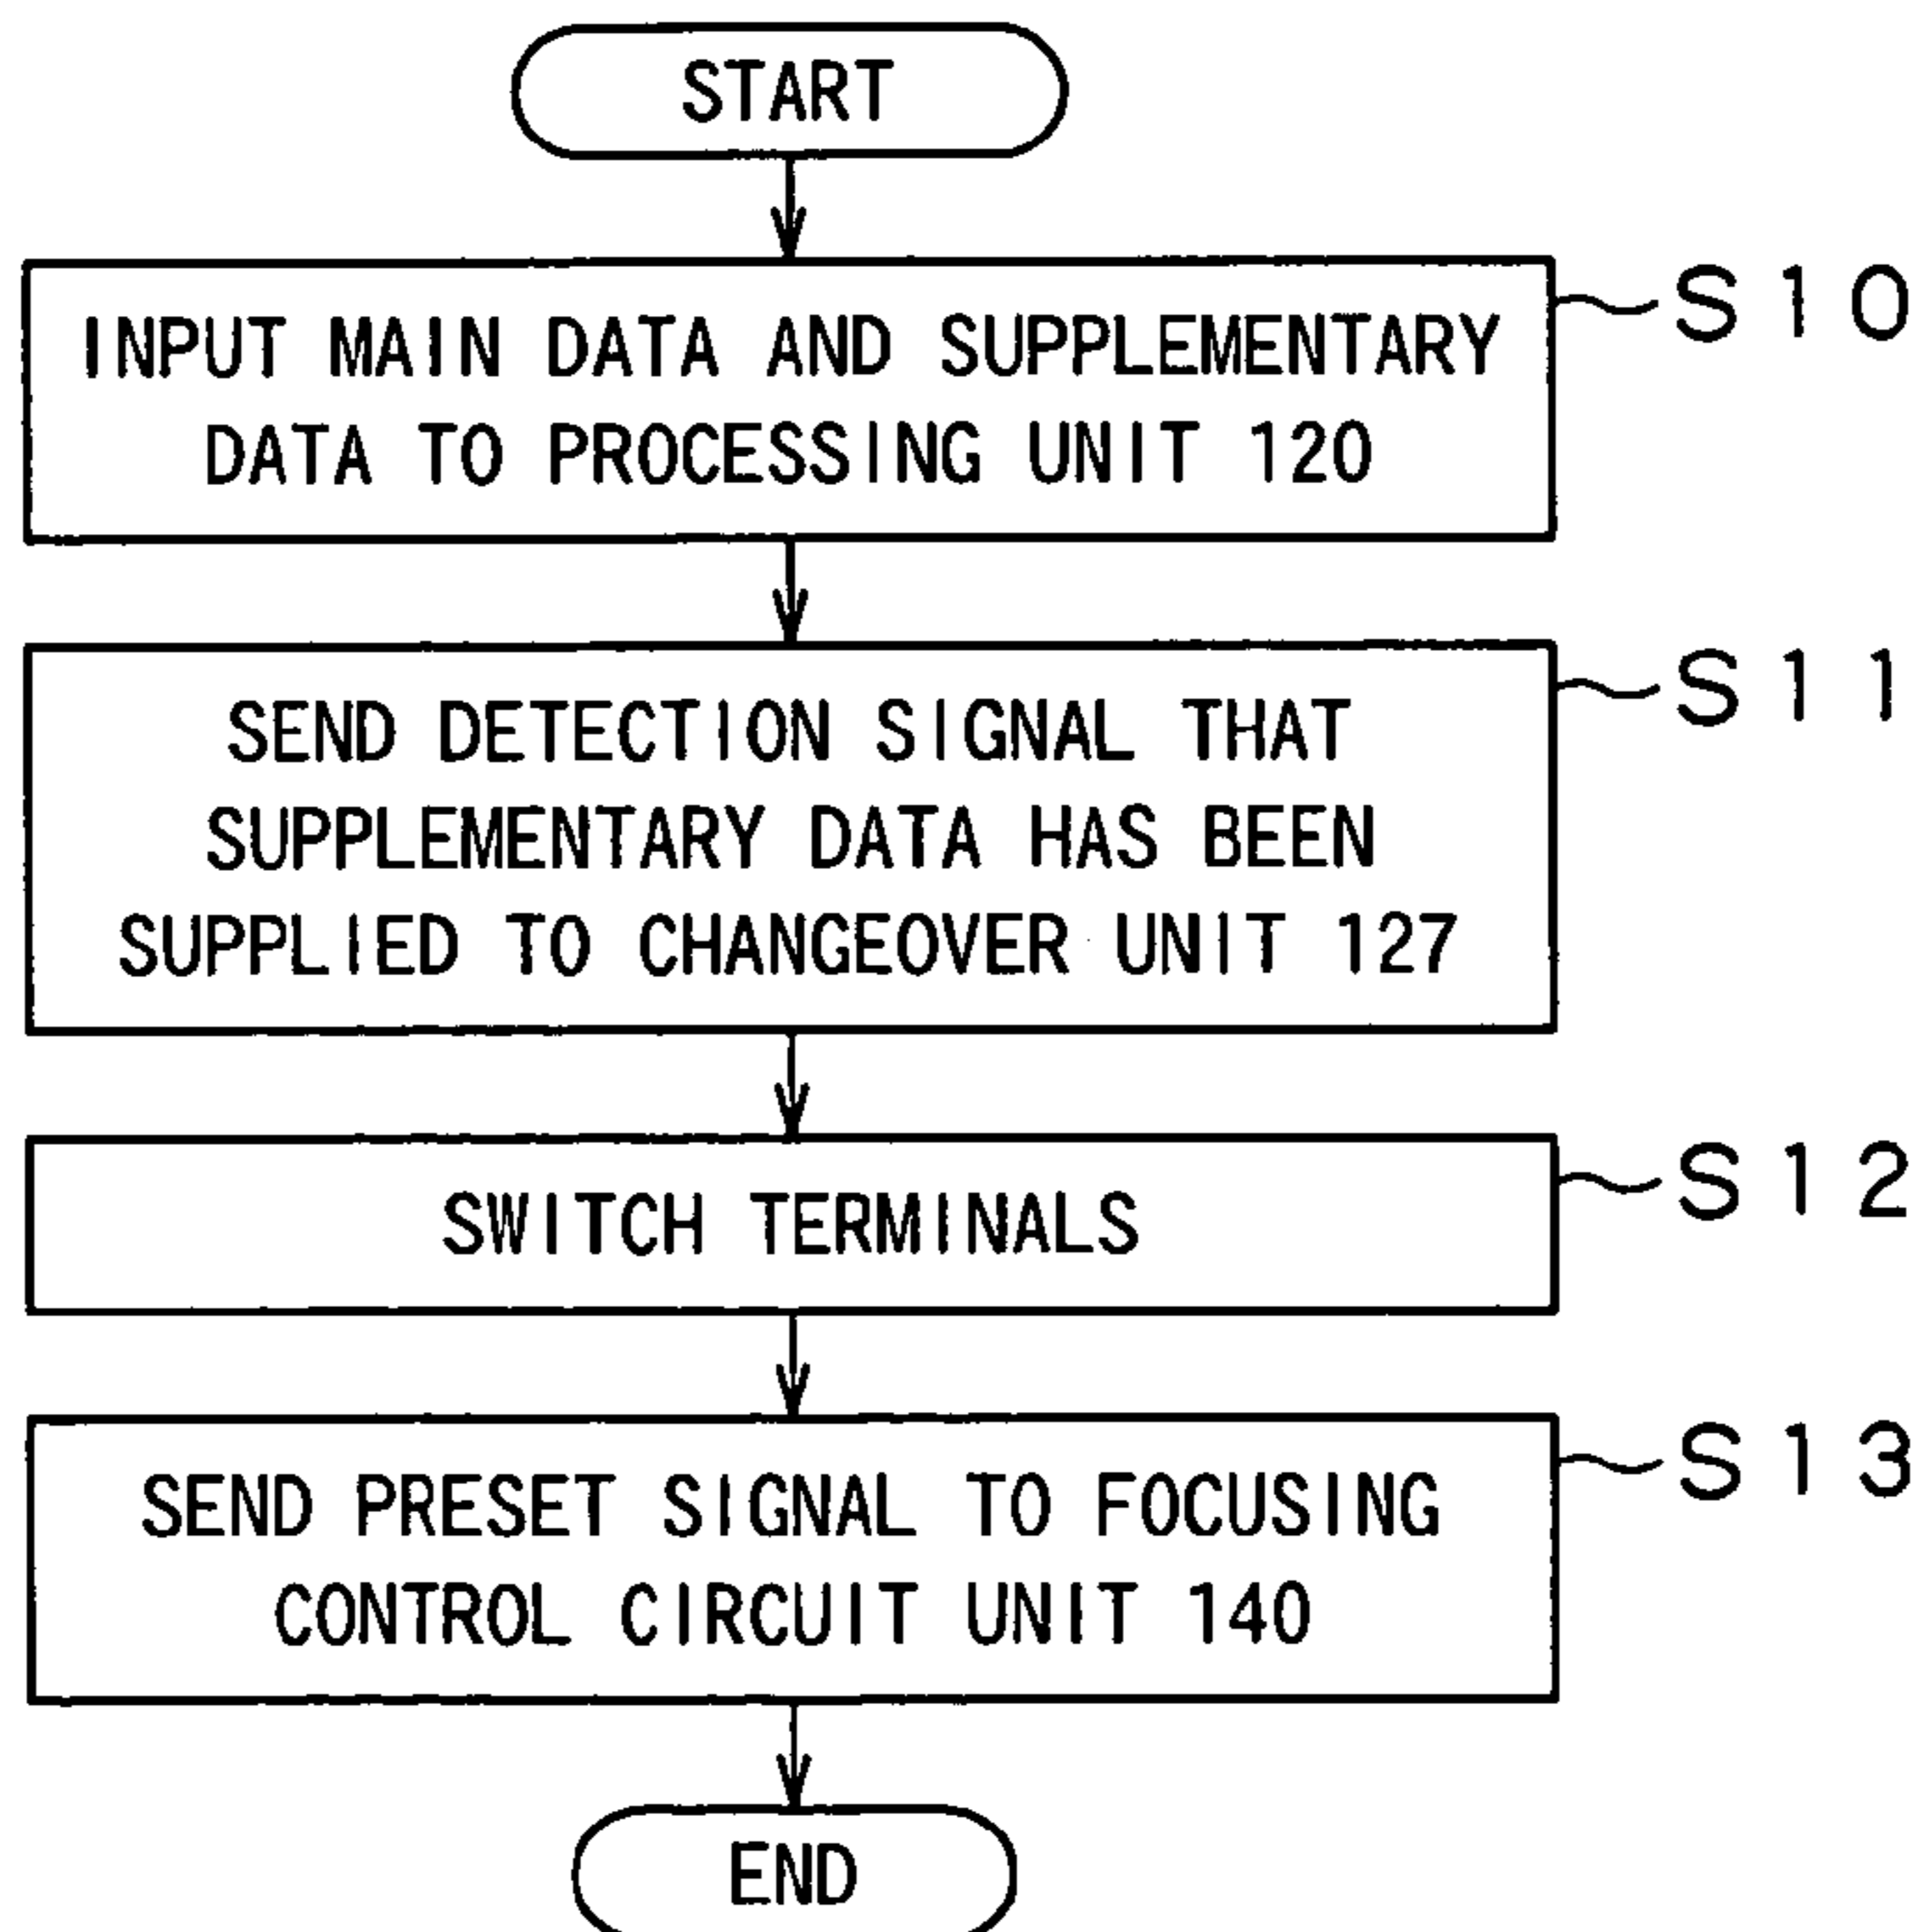 START
INPUT MAIN DATA AND SUPPLEMENTARY
DATA TO PROCESSING UNIT 120
S10
SEND DETECTION SIGNAL THAT
SUPPLEMENTARY DATA HAS BEEN
SUPPLIED TO CHANGEOVER UNIT 127
S11
SWITCH TERMINALS
S12
SEND PRESET SIGNAL TO FOCUSING
CONTROL CIRCUIT UNIT 140
S13
END